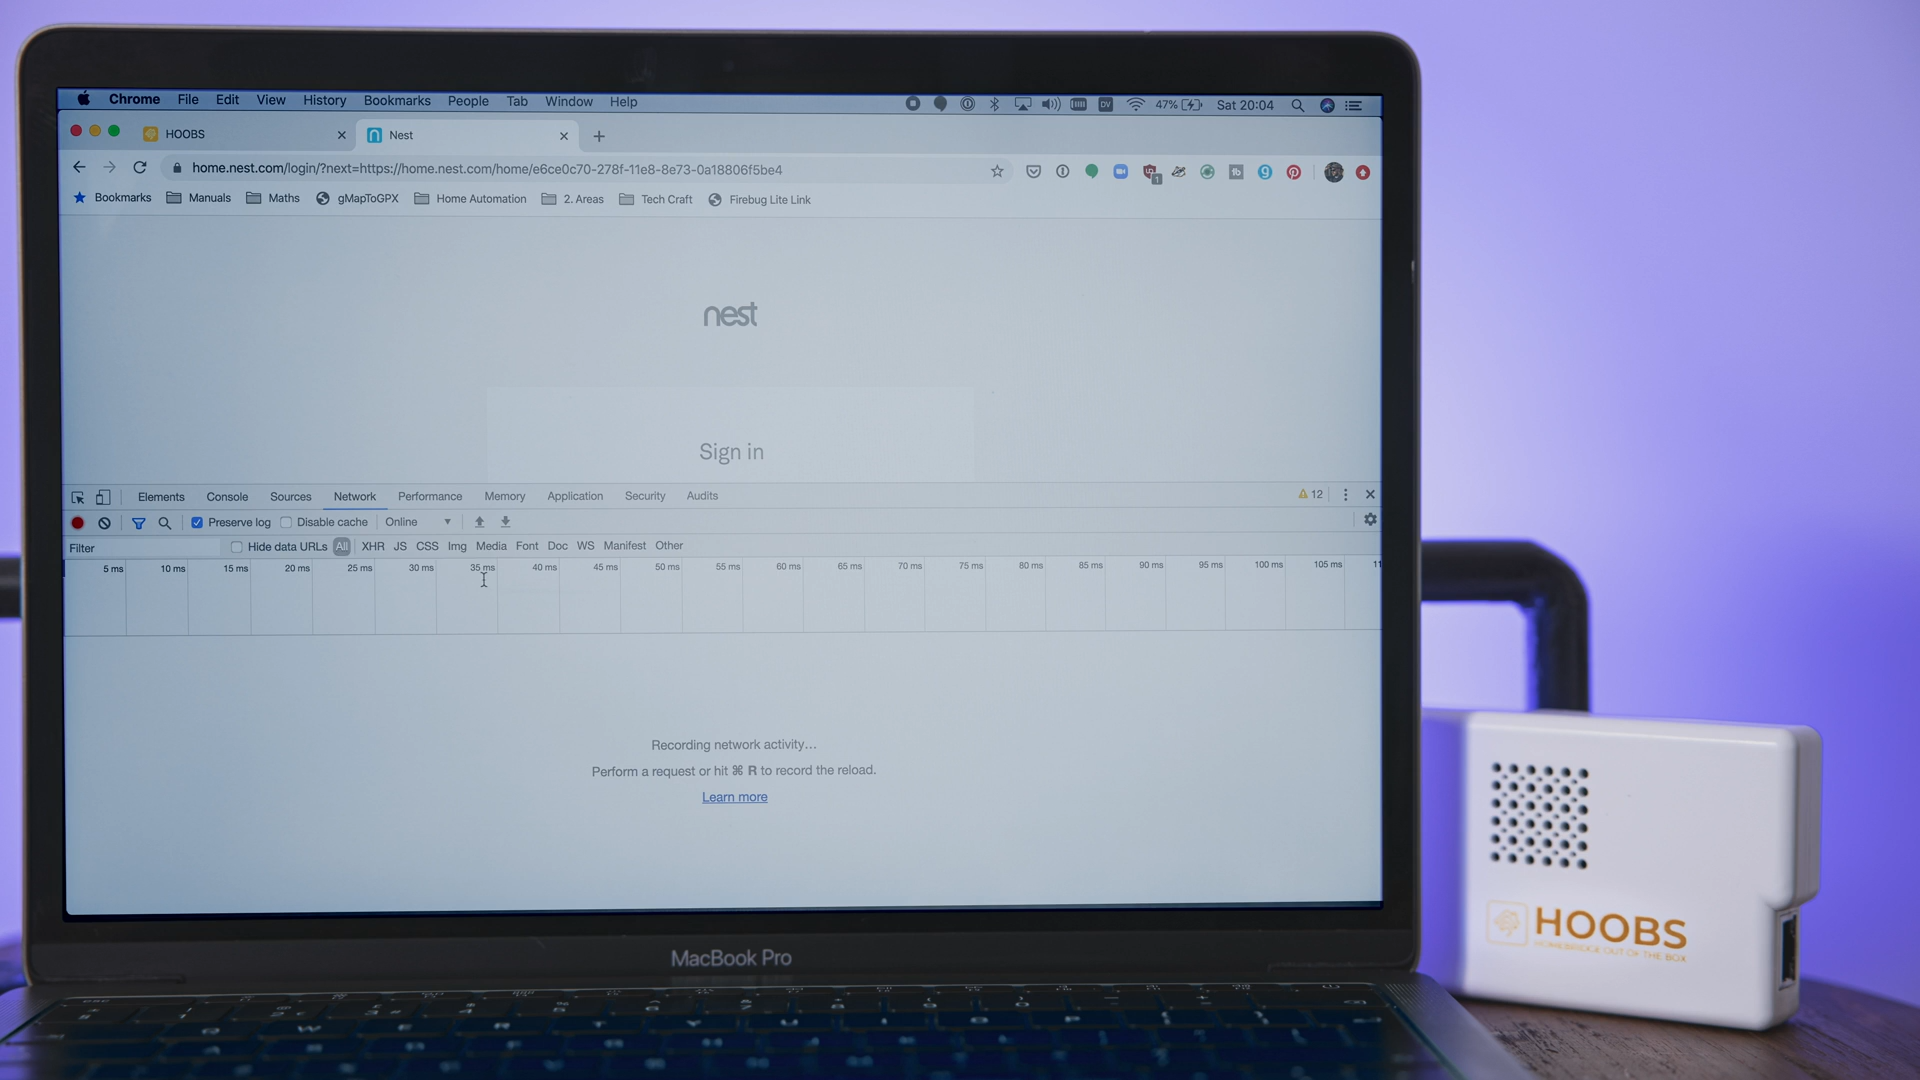 Chrome File Edit View History Bookmarks People Tab Window Help DV 47% Sat 20:04
HOOBS Nest
home.nest.com/login/?next=https://home.nest.com/home/e6ce0c70-278f-11e8-8e73-0a18806f5be4
Bookmarks Manuals Maths gMapToGPX Home Automation 2. Areas Tech Craft Firebug Lite Link
nest
Sign in
Elements Console Sources Network Performance Memory Application Security Audits 12
Preserve log Disable cache Online
Filter Hide data URLs All XHR JS CSS Img Media Font Doc WS Manifest Other
5 ms 10 ms 15 ms 20 ms 25 ms 30 ms 35 ms 40 ms 45 ms 50 ms 55 ms 60 ms 65 ms 70 ms 75 ms 80 ms 85 ms 90 ms 95 ms 100 ms 105 ms 11
Recording network activity…
Perform a request or hit ⌘ R to record the reload.
Learn more
MacBook Pro
HOOBS
HOMEBRIDGE OUT OF THE BOX
Q W E R T Y U I O P